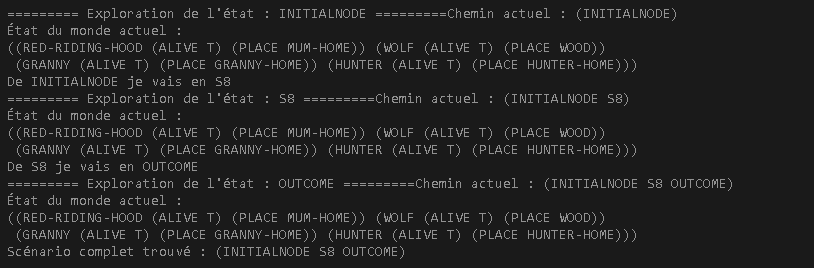 ========= Exploration de l'état : INITIALNODE =========Chemin actuel : (INITIALNODE)
État du monde actuel :
((RED-RIDING-HOOD (ALIVE T) (PLACE MUM-HOME)) (WOLF (ALIVE T) (PLACE WOOD))
 (GRANNY (ALIVE T) (PLACE GRANNY-HOME)) (HUNTER (ALIVE T) (PLACE HUNTER-HOME)))
De INITIALNODE je vais en S8
========= Exploration de l'état : S8 =========Chemin actuel : (INITIALNODE S8)
État du monde actuel :
((RED-RIDING-HOOD (ALIVE T) (PLACE MUM-HOME)) (WOLF (ALIVE T) (PLACE WOOD))
 (GRANNY (ALIVE T) (PLACE GRANNY-HOME)) (HUNTER (ALIVE T) (PLACE HUNTER-HOME)))
De S8 je vais en OUTCOME
========= Exploration de l'état : OUTCOME =========Chemin actuel : (INITIALNODE S8 OUTCOME)
État du monde actuel :
((RED-RIDING-HOOD (ALIVE T) (PLACE MUM-HOME)) (WOLF (ALIVE T) (PLACE WOOD))
 (GRANNY (ALIVE T) (PLACE GRANNY-HOME)) (HUNTER (ALIVE T) (PLACE HUNTER-HOME)))
Scénario complet trouvé : (INITIALNODE S8 OUTCOME)